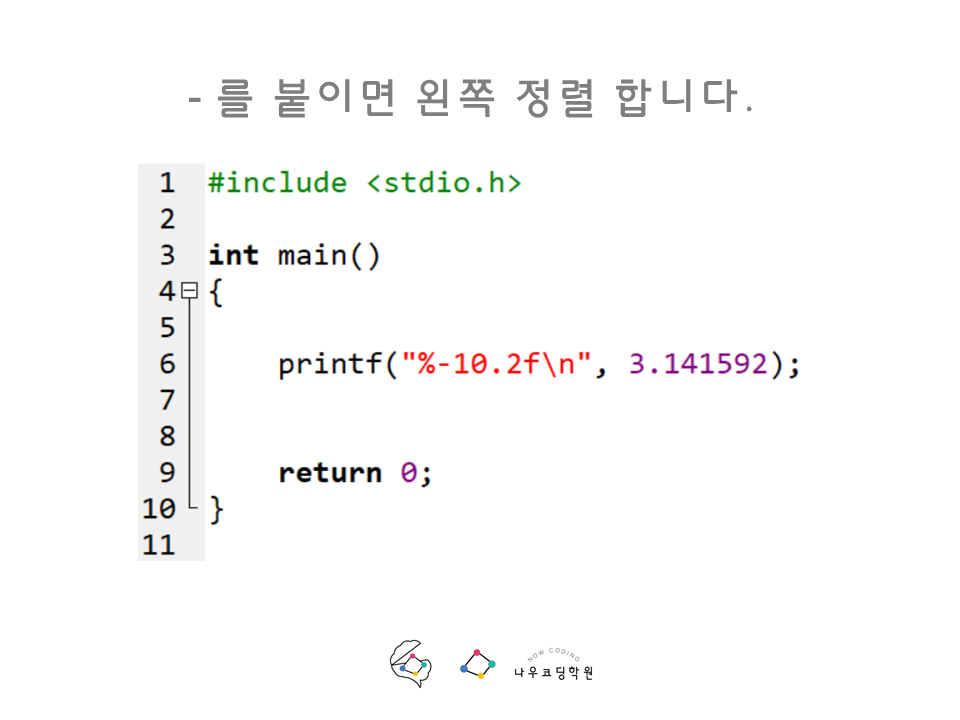 - 를 붙이면 왼쪽 정렬 합니다.
1 #include <stdio.h>
2
3 int main()
4 {
5
6 printf("%-10.2f\n", 3.141592);
7
8
9 return 0;
10 }
11
NOW CODING
나우코딩학원